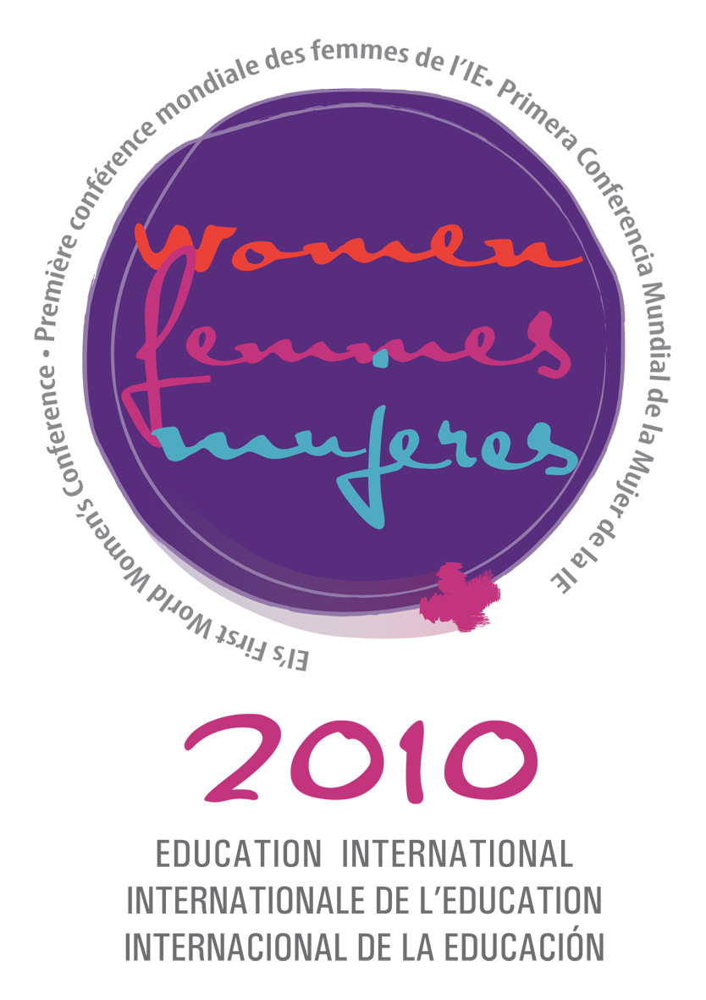 EI's First World Women's Conference • Première conférence mondiale des femmes de l'IE • Primera Conferencia Mundial de la Mujer de la IE
women
femmes
mujeres
2010
EDUCATION INTERNATIONAL
INTERNATIONALE DE L'EDUCATION
INTERNACIONAL DE LA EDUCACIÓN